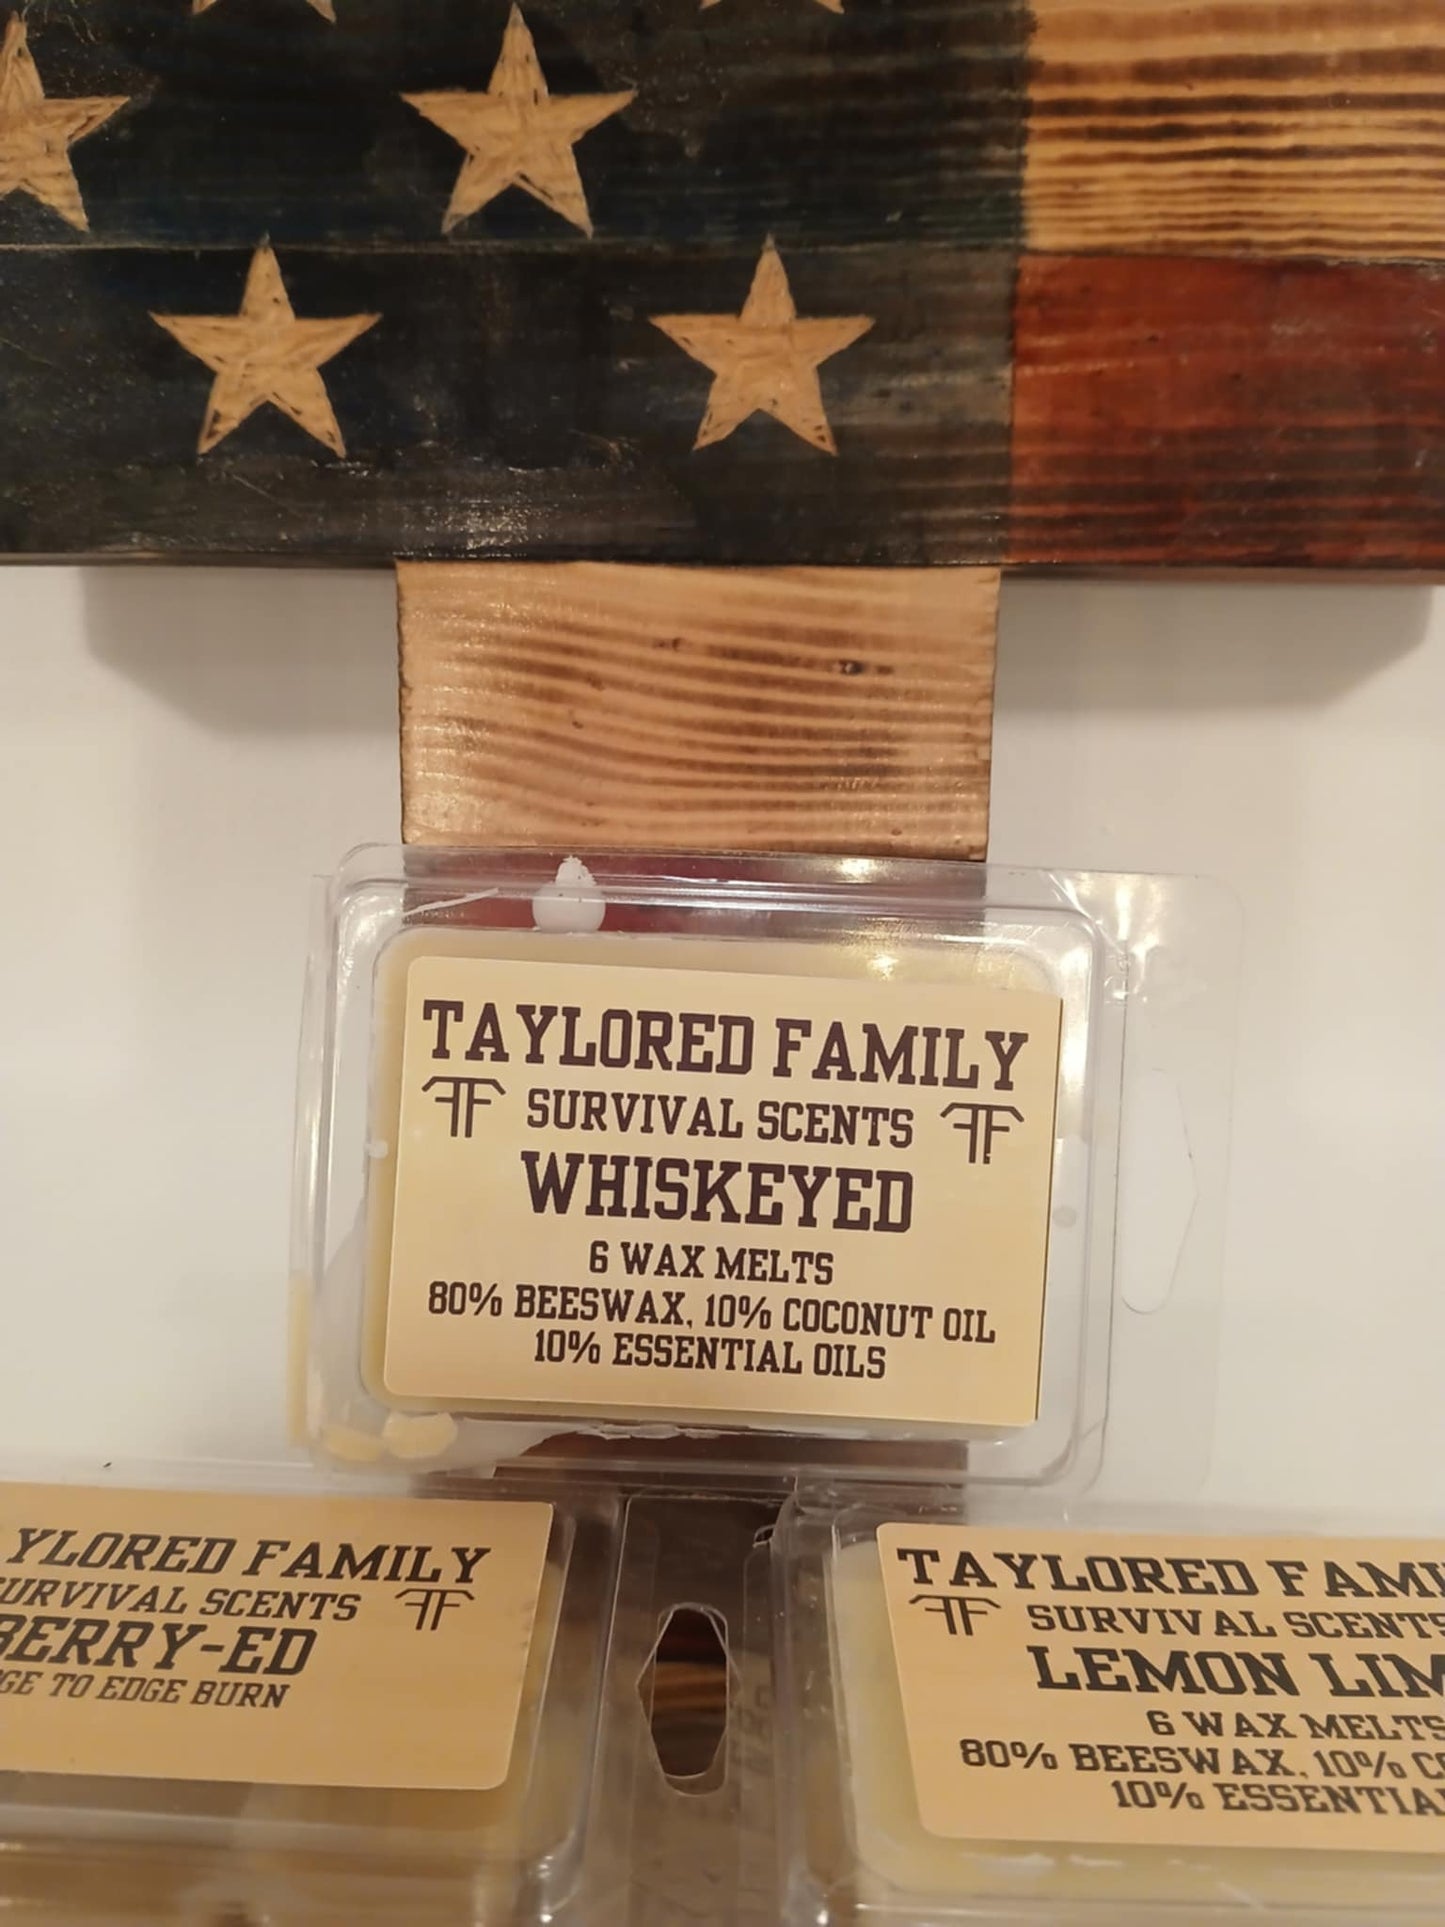 TAYLORED FAMILY
SURVIVAL SCENTS
WHISKEYED
6 WAX MELTS
80% BEESWAX, 10% COCONUT OIL
10% ESSENTIAL OILS
YLORED FAMILY
URVIVAL SCENTS
BERRY-ED
GE TO EDGE BURN
TAYLORED FAMI
SURVIVAL SCENTS
LEMON LIM
6 WAX MELTS
80% BEESWAX, 10% CO
10% ESSENTIA